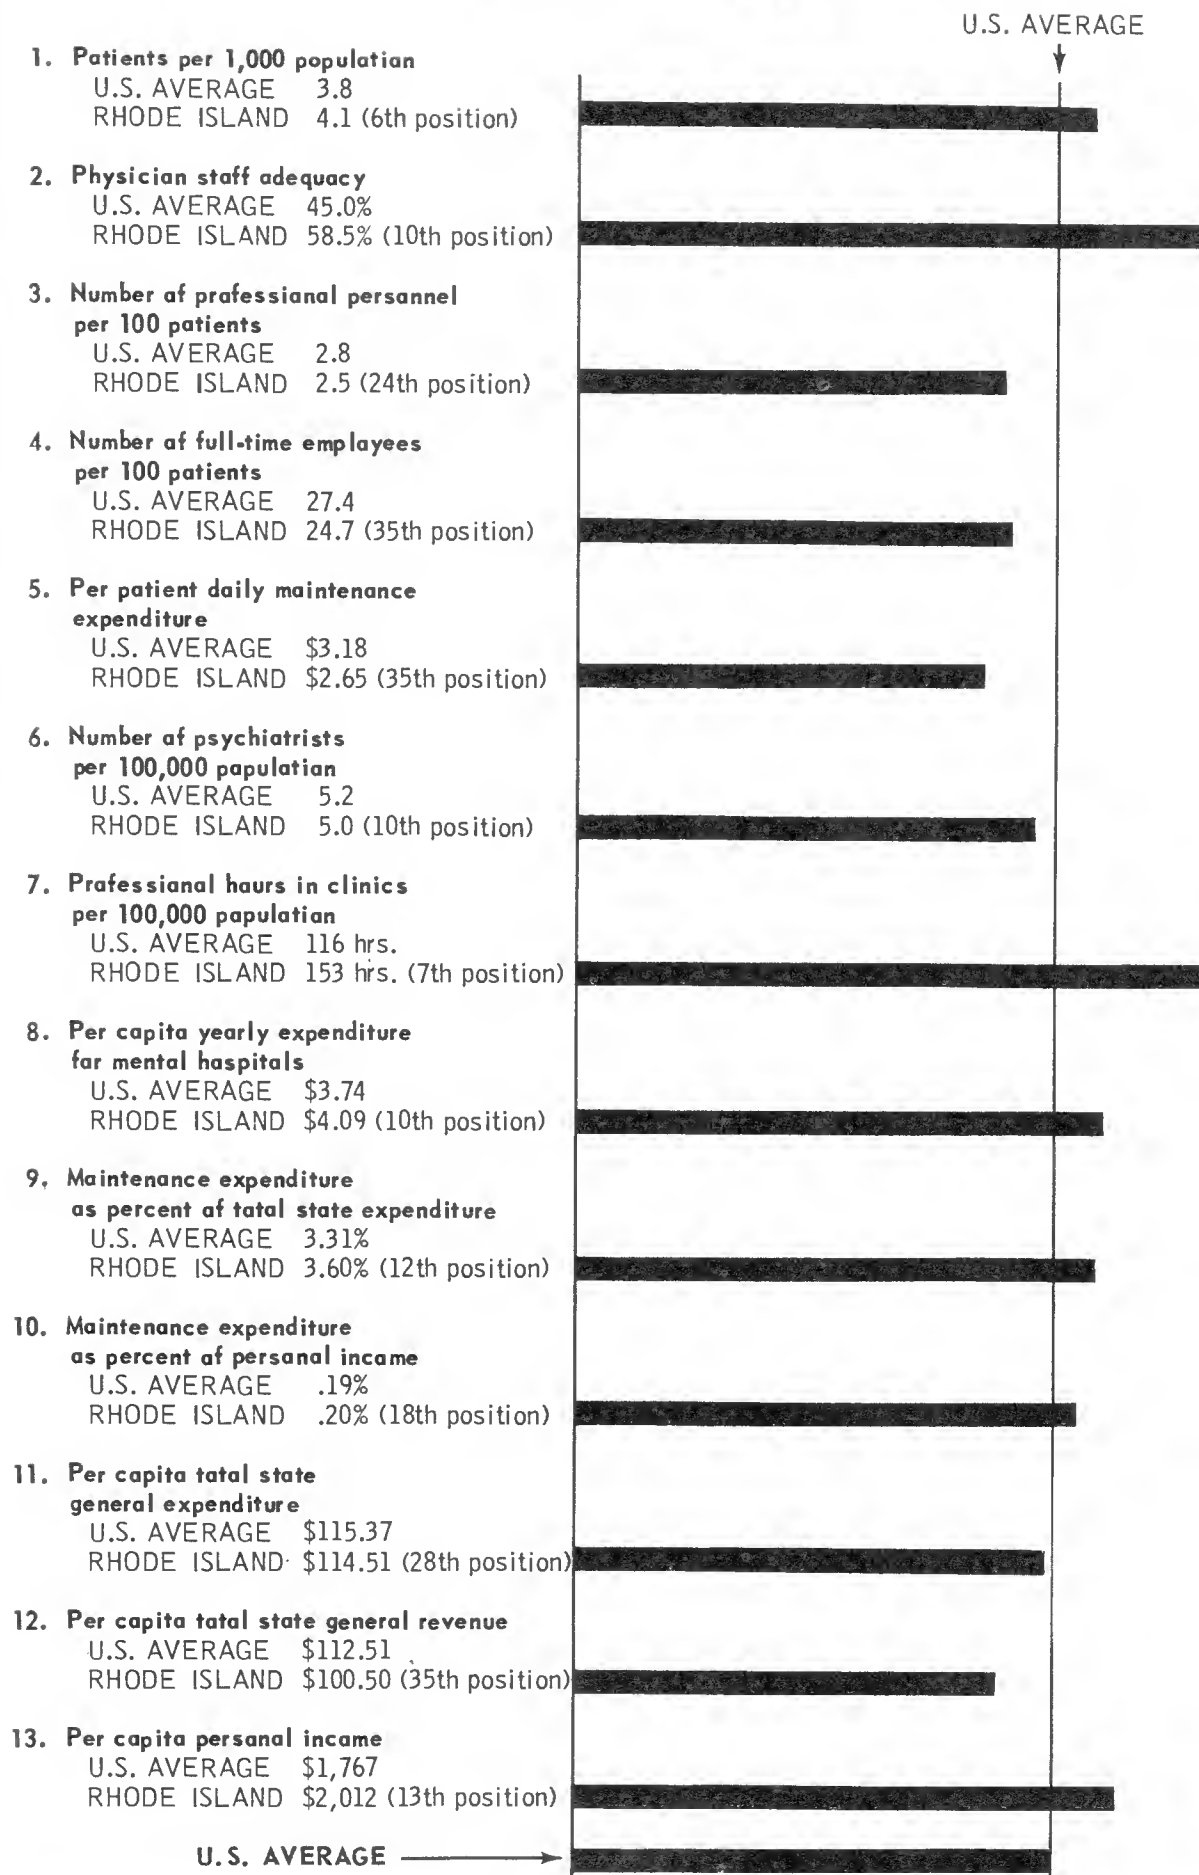 U.S. AVERAGE
1. Patients per 1,000 population
U.S. AVERAGE 3.8
RHODE ISLAND 4.1 (6th position)
2. Physician staff adequacy
U.S. AVERAGE 45.0%
RHODE ISLAND 58.5% (10th position)
3. Number of professional personnel
per 100 patients
U.S. AVERAGE 2.8
RHODE ISLAND 2.5 (24th position)
4. Number of full-time employees
per 100 patients
U.S. AVERAGE 27.4
RHODE ISLAND 24.7 (35th position)
5. Per patient daily maintenance
expenditure
U.S. AVERAGE $3.18
RHODE ISLAND $2.65 (35th position)
6. Number of psychiatrists
per 100,000 population
U.S. AVERAGE 5.2
RHODE ISLAND 5.0 (10th position)
7. Professional hours in clinics
per 100,000 population
U.S. AVERAGE 116 hrs.
RHODE ISLAND 153 hrs. (7th position)
8. Per capita yearly expenditure
for mental hospitals
U.S. AVERAGE $3.74
RHODE ISLAND $4.09 (10th position)
9. Maintenance expenditure
as percent of total state expenditure
U.S. AVERAGE 3.31%
RHODE ISLAND 3.60% (12th position)
10. Maintenance expenditure
as percent of personal income
U.S. AVERAGE .19%
RHODE ISLAND .20% (18th position)
11. Per capita total state
general expenditure
U.S. AVERAGE $115.37
RHODE ISLAND $114.51 (28th position)
12. Per capita total state general revenue
U.S. AVERAGE $112.51
RHODE ISLAND $100.50 (35th position)
13. Per capita personal income
U.S. AVERAGE $1,767
RHODE ISLAND $2,012 (13th position)
U.S. AVERAGE